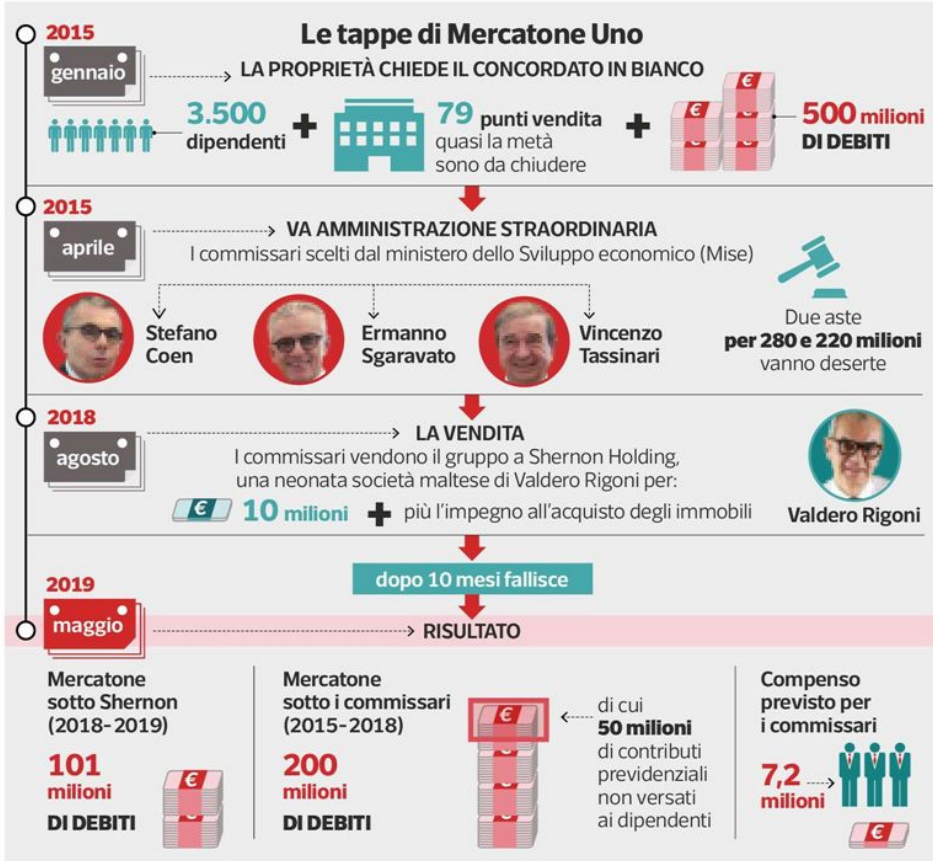 Le tappe di Mercatone Uno
2015
gennaio
LA PROPRIETÀ CHIEDE IL CONCORDATO IN BIANCO
3.500
dipendenti
+
79 punti vendita
quasi la metà
sono da chiudere
+
500 milioni
DI DEBITI
€
€
€
2015
aprile
VA AMMINISTRAZIONE STRAORDINARIA
I commissari scelti dal ministero dello Sviluppo economico (Mise)
Stefano
Coen
Ermanno
Sgaravato
Vincenzo
Tassinari
Due aste
per 280 e 220 milioni
vanno deserte
2018
agosto
LA VENDITA
I commissari vendono il gruppo a Shernon Holding,
una neonata società maltese di Valdero Rigoni per:
€ 10 milioni + più l'impegno all'acquisto degli immobili
Valdero Rigoni
dopo 10 mesi fallisce
2019
maggio
RISULTATO
Mercatone
sotto Shernon
(2018-2019)
101
milioni
DI DEBITI
€
Mercatone
sotto i commissari
(2015-2018)
200
milioni
DI DEBITI
€
di cui
50 milioni
di contributi
previdenziali
non versati
ai dipendenti
Compenso
previsto per
i commissari
7,2
milioni
€